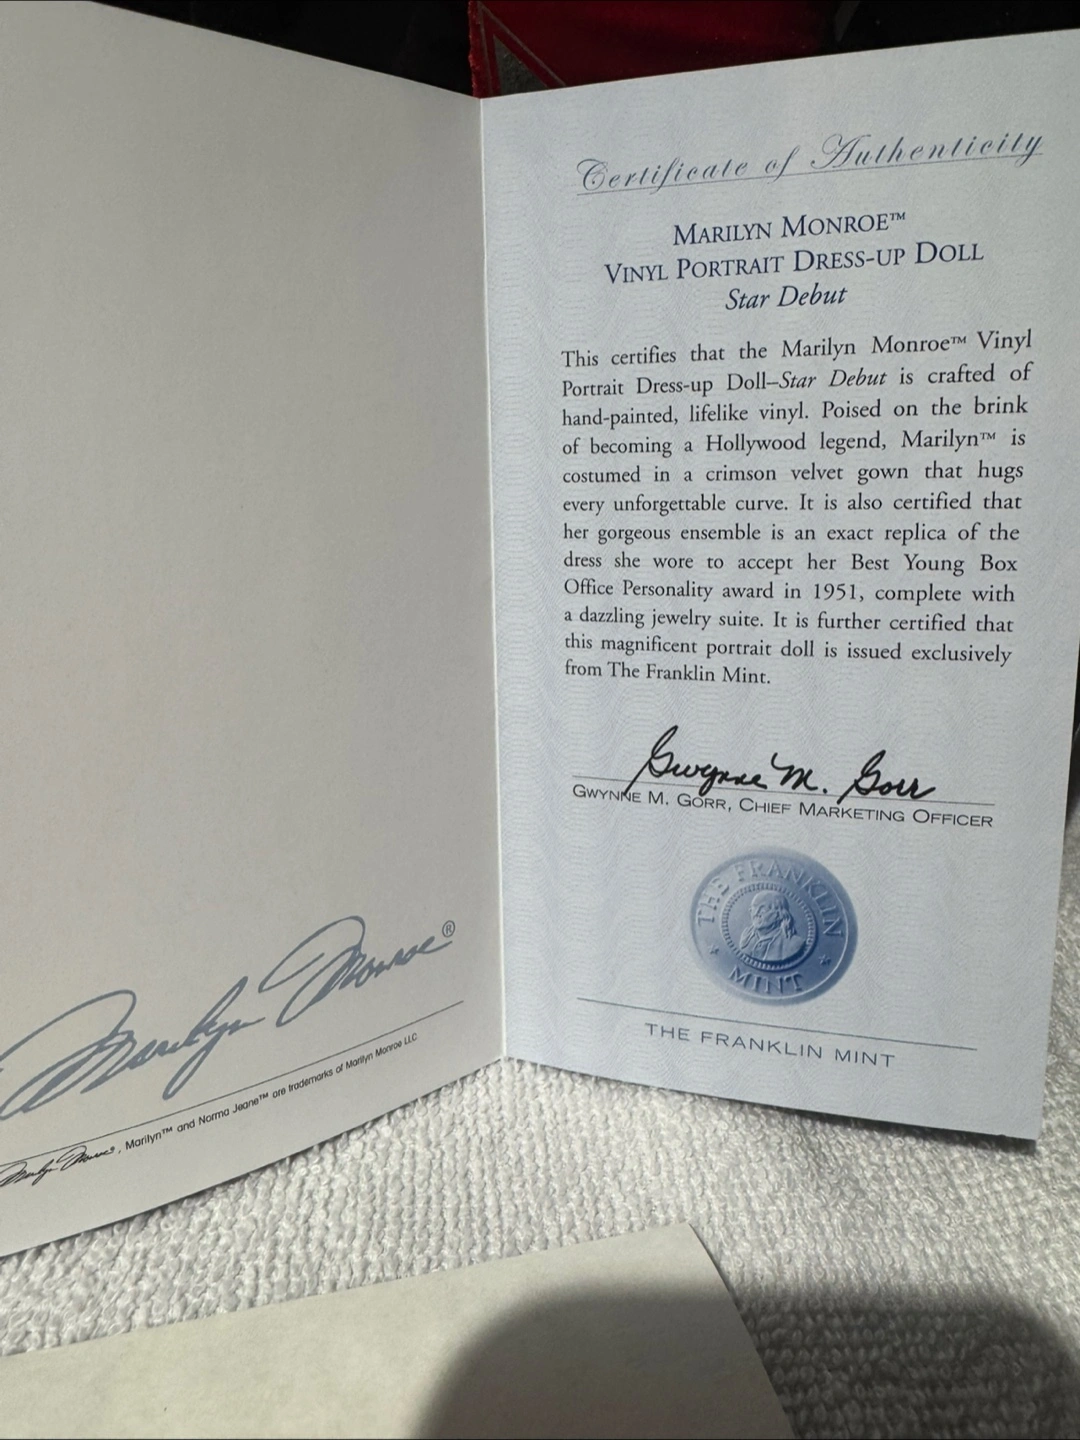 Marilyn Monroe®
Marilyn Monroe®, Marilyn™ and Norma Jeane™ are trademarks of Marilyn Monroe LLC
Certificate of Authenticity
MARILYN MONROE™
VINYL PORTRAIT DRESS-UP DOLL
Star Debut
This certifies that the Marilyn Monroe™ Vinyl
Portrait Dress-up Doll–Star Debut is crafted of
hand-painted, lifelike vinyl. Poised on the brink
of becoming a Hollywood legend, Marilyn™ is
costumed in a crimson velvet gown that hugs
every unforgettable curve. It is also certified that
her gorgeous ensemble is an exact replica of the
dress she wore to accept her Best Young Box
Office Personality award in 1951, complete with
a dazzling jewelry suite. It is further certified that
this magnificent portrait doll is issued exclusively
from The Franklin Mint.
Gwynne M. Gorr
GWYNNE M. GORR, CHIEF MARKETING OFFICER
THE FRANKLIN
MINT
THE FRANKLIN MINT